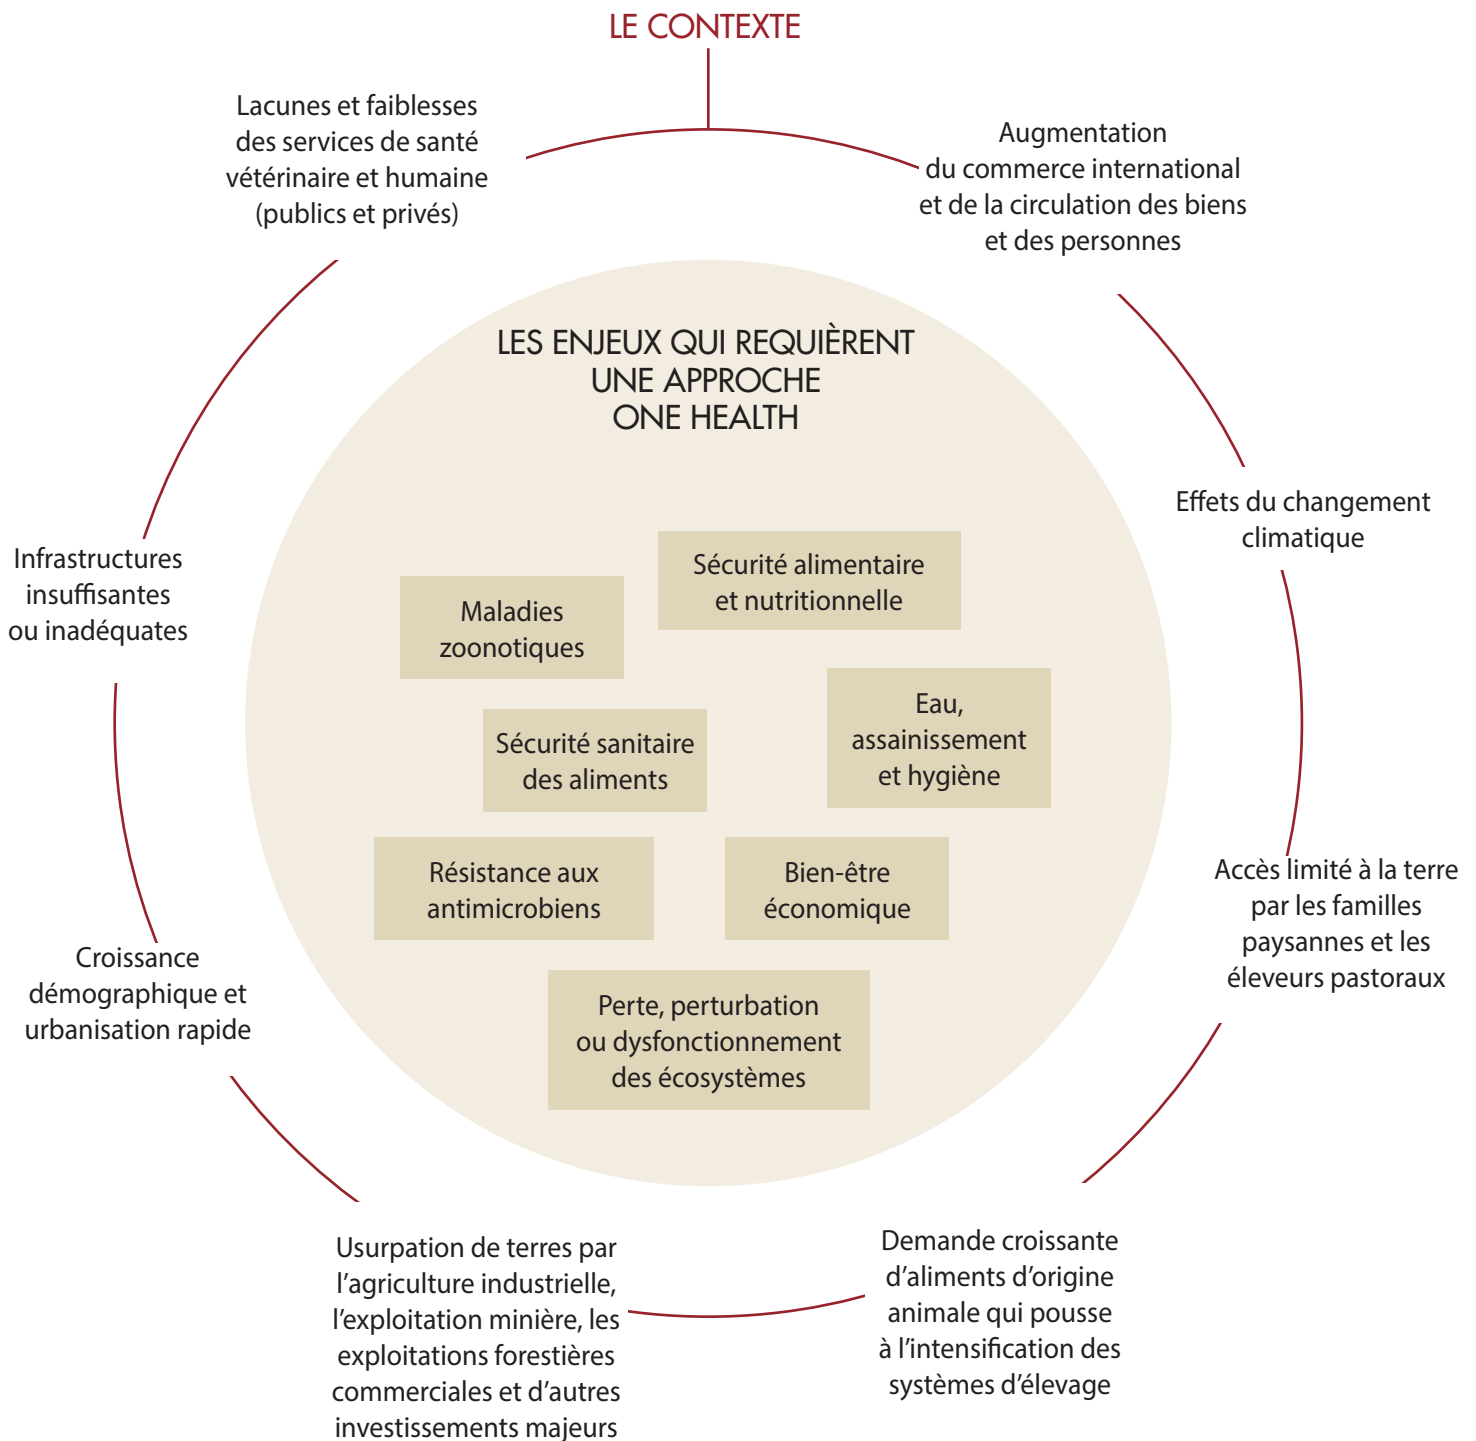 LE CONTEXTE
Lacunes et faiblesses
des services de santé
vétérinaire et humaine
(publics et privés)
Augmentation
du commerce international
et de la circulation des biens
et des personnes
LES ENJEUX QUI REQUIÈRENT
UNE APPROCHE
ONE HEALTH
Effets du changement
climatique
Infrastructures
insuffisantes
ou inadéquates
Sécurité alimentaire
et nutritionnelle
Maladies
zoonotiques
Eau,
assainissement
et hygiène
Sécurité sanitaire
des aliments
Résistance aux
antimicrobiens
Bien-être
économique
Accès limité à la terre
par les familles
paysannes et les
éleveurs pastoraux
Croissance
démographique et
urbanisation rapide
Perte, perturbation
ou dysfonctionnement
des écosystèmes
Usurpation de terres par
l’agriculture industrielle,
l’exploitation minière, les
exploitations forestières
commerciales et d’autres
investissements majeurs
Demande croissante
d’aliments d’origine
animale qui pousse
à l’intensification des
systèmes d’élevage